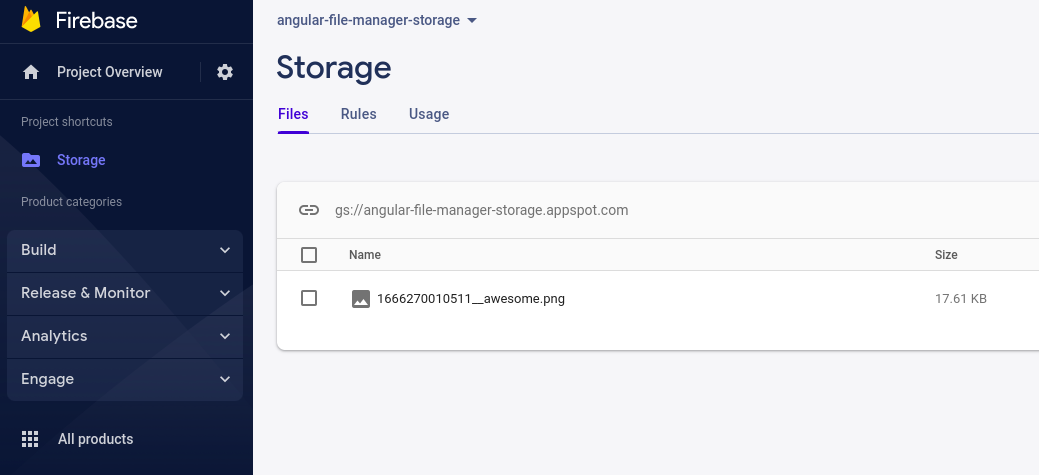 Firebase
Project Overview
Project shortcuts
Storage
Product categories
Build
Release & Monitor
Analytics
Engage
All products
angular-file-manager-storage
Storage
Files Rules Usage
gs://angular-file-manager-storage.appspot.com
Name Size
1666270010511__awesome.png 17.61 KB